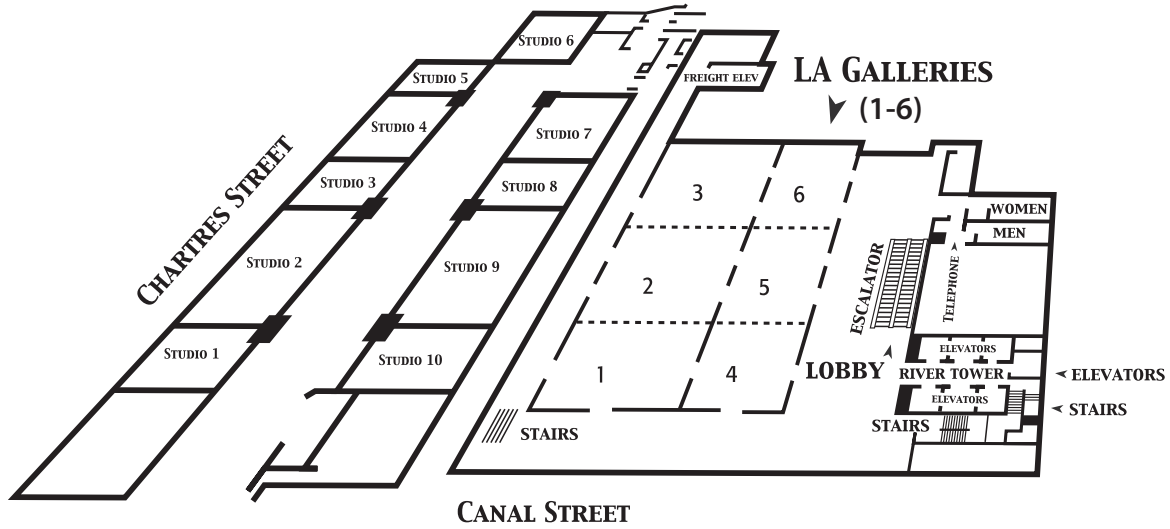 Studio 6
Studio 5
Studio 4
Studio 3
Studio 2
Studio 1
Chartres Street
Studio 7
Studio 8
Studio 9
Studio 10
FREIGHT ELEV
LA Galleries
(1-6)
3
6
2
5
1
4
WOMEN
MEN
TELEPHONE
ESCALATOR
LOBBY
ELEVATORS
RIVER TOWER
ELEVATORS
ELEVATORS
STAIRS
STAIRS
STAIRS
Canal Street